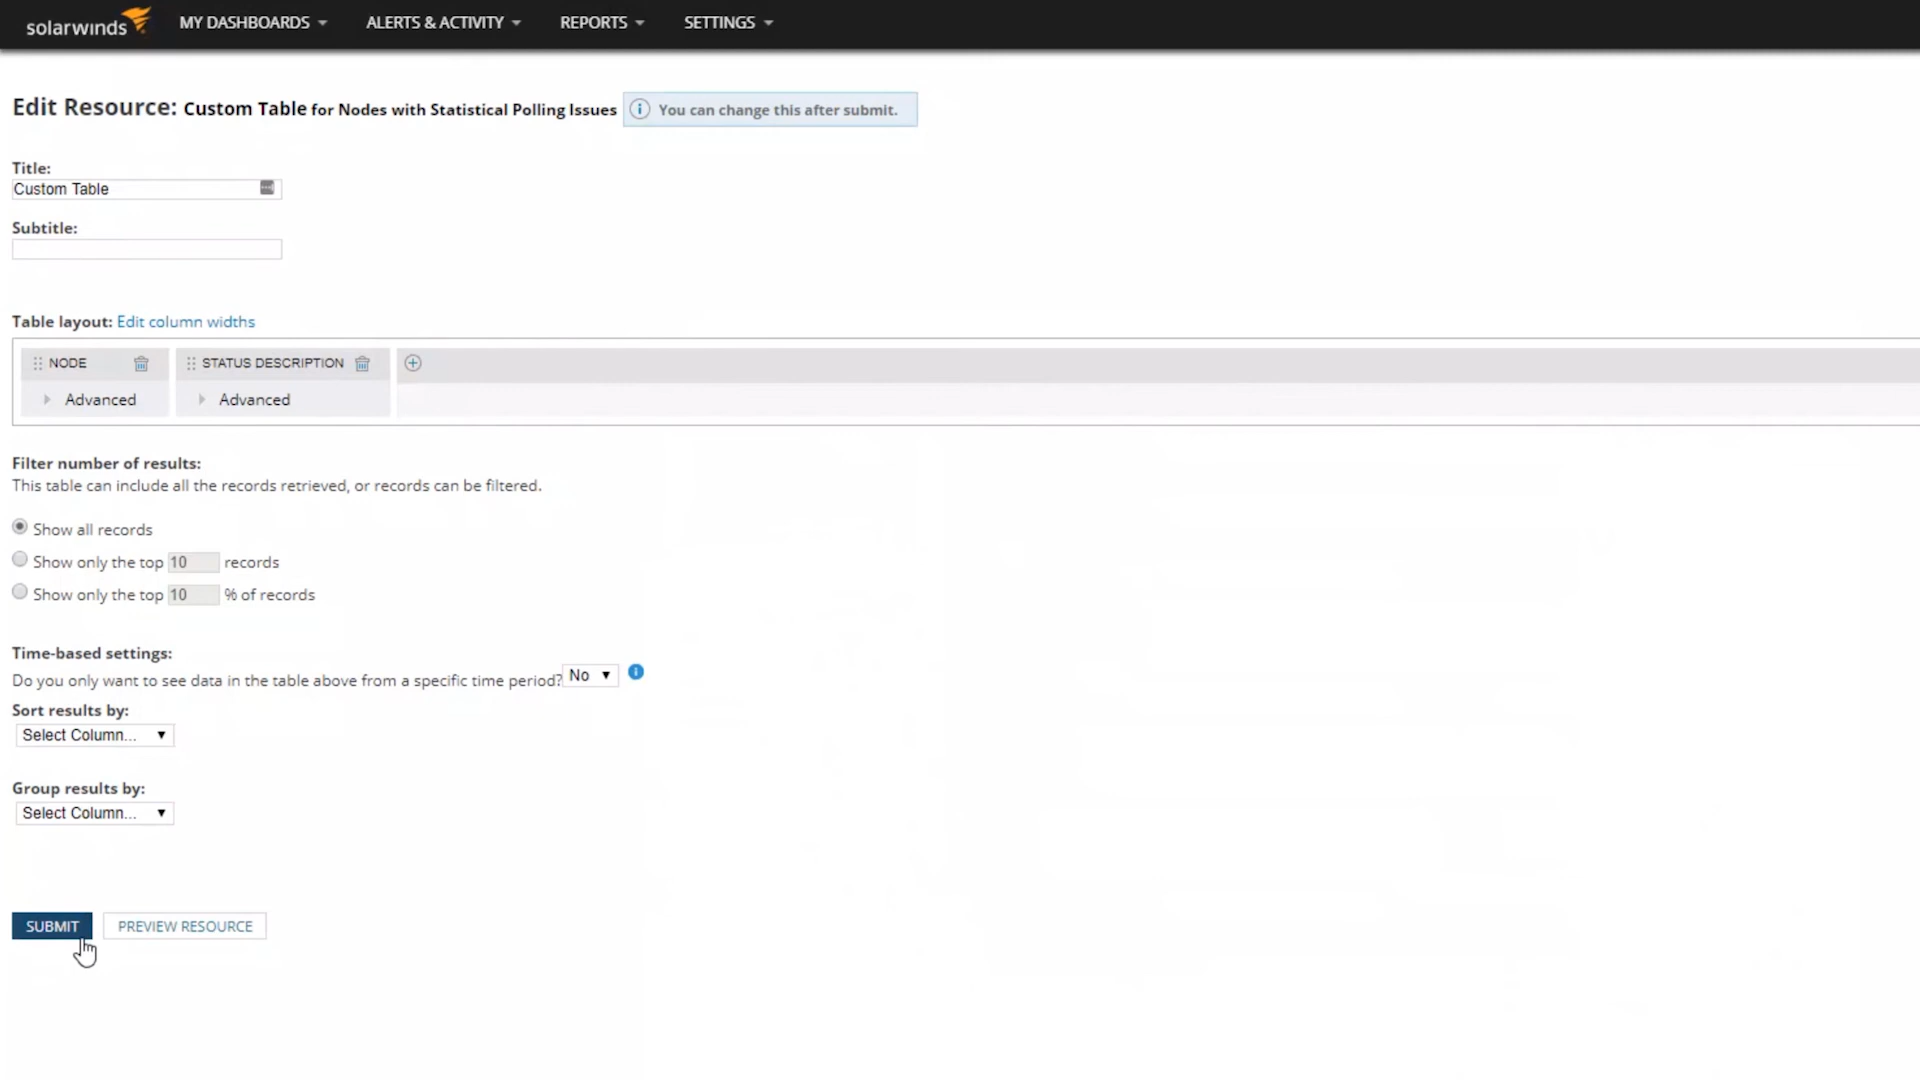 solarwinds MY DASHBOARDS ALERTS & ACTIVITY REPORTS SETTINGS
Edit Resource: Custom Table for Nodes with Statistical Polling Issues You can change this after submit.
Title:
Custom Table
Subtitle:
Table layout: Edit column widths
NODE STATUS DESCRIPTION
Advanced Advanced
Filter number of results:
This table can include all the records retrieved, or records can be filtered.
Show all records
Show only the top 10 records
Show only the top 10 % of records
Time-based settings:
Do you only want to see data in the table above from a specific time period? No
Sort results by:
Select Column...
Group results by:
Select Column...
SUBMIT PREVIEW RESOURCE